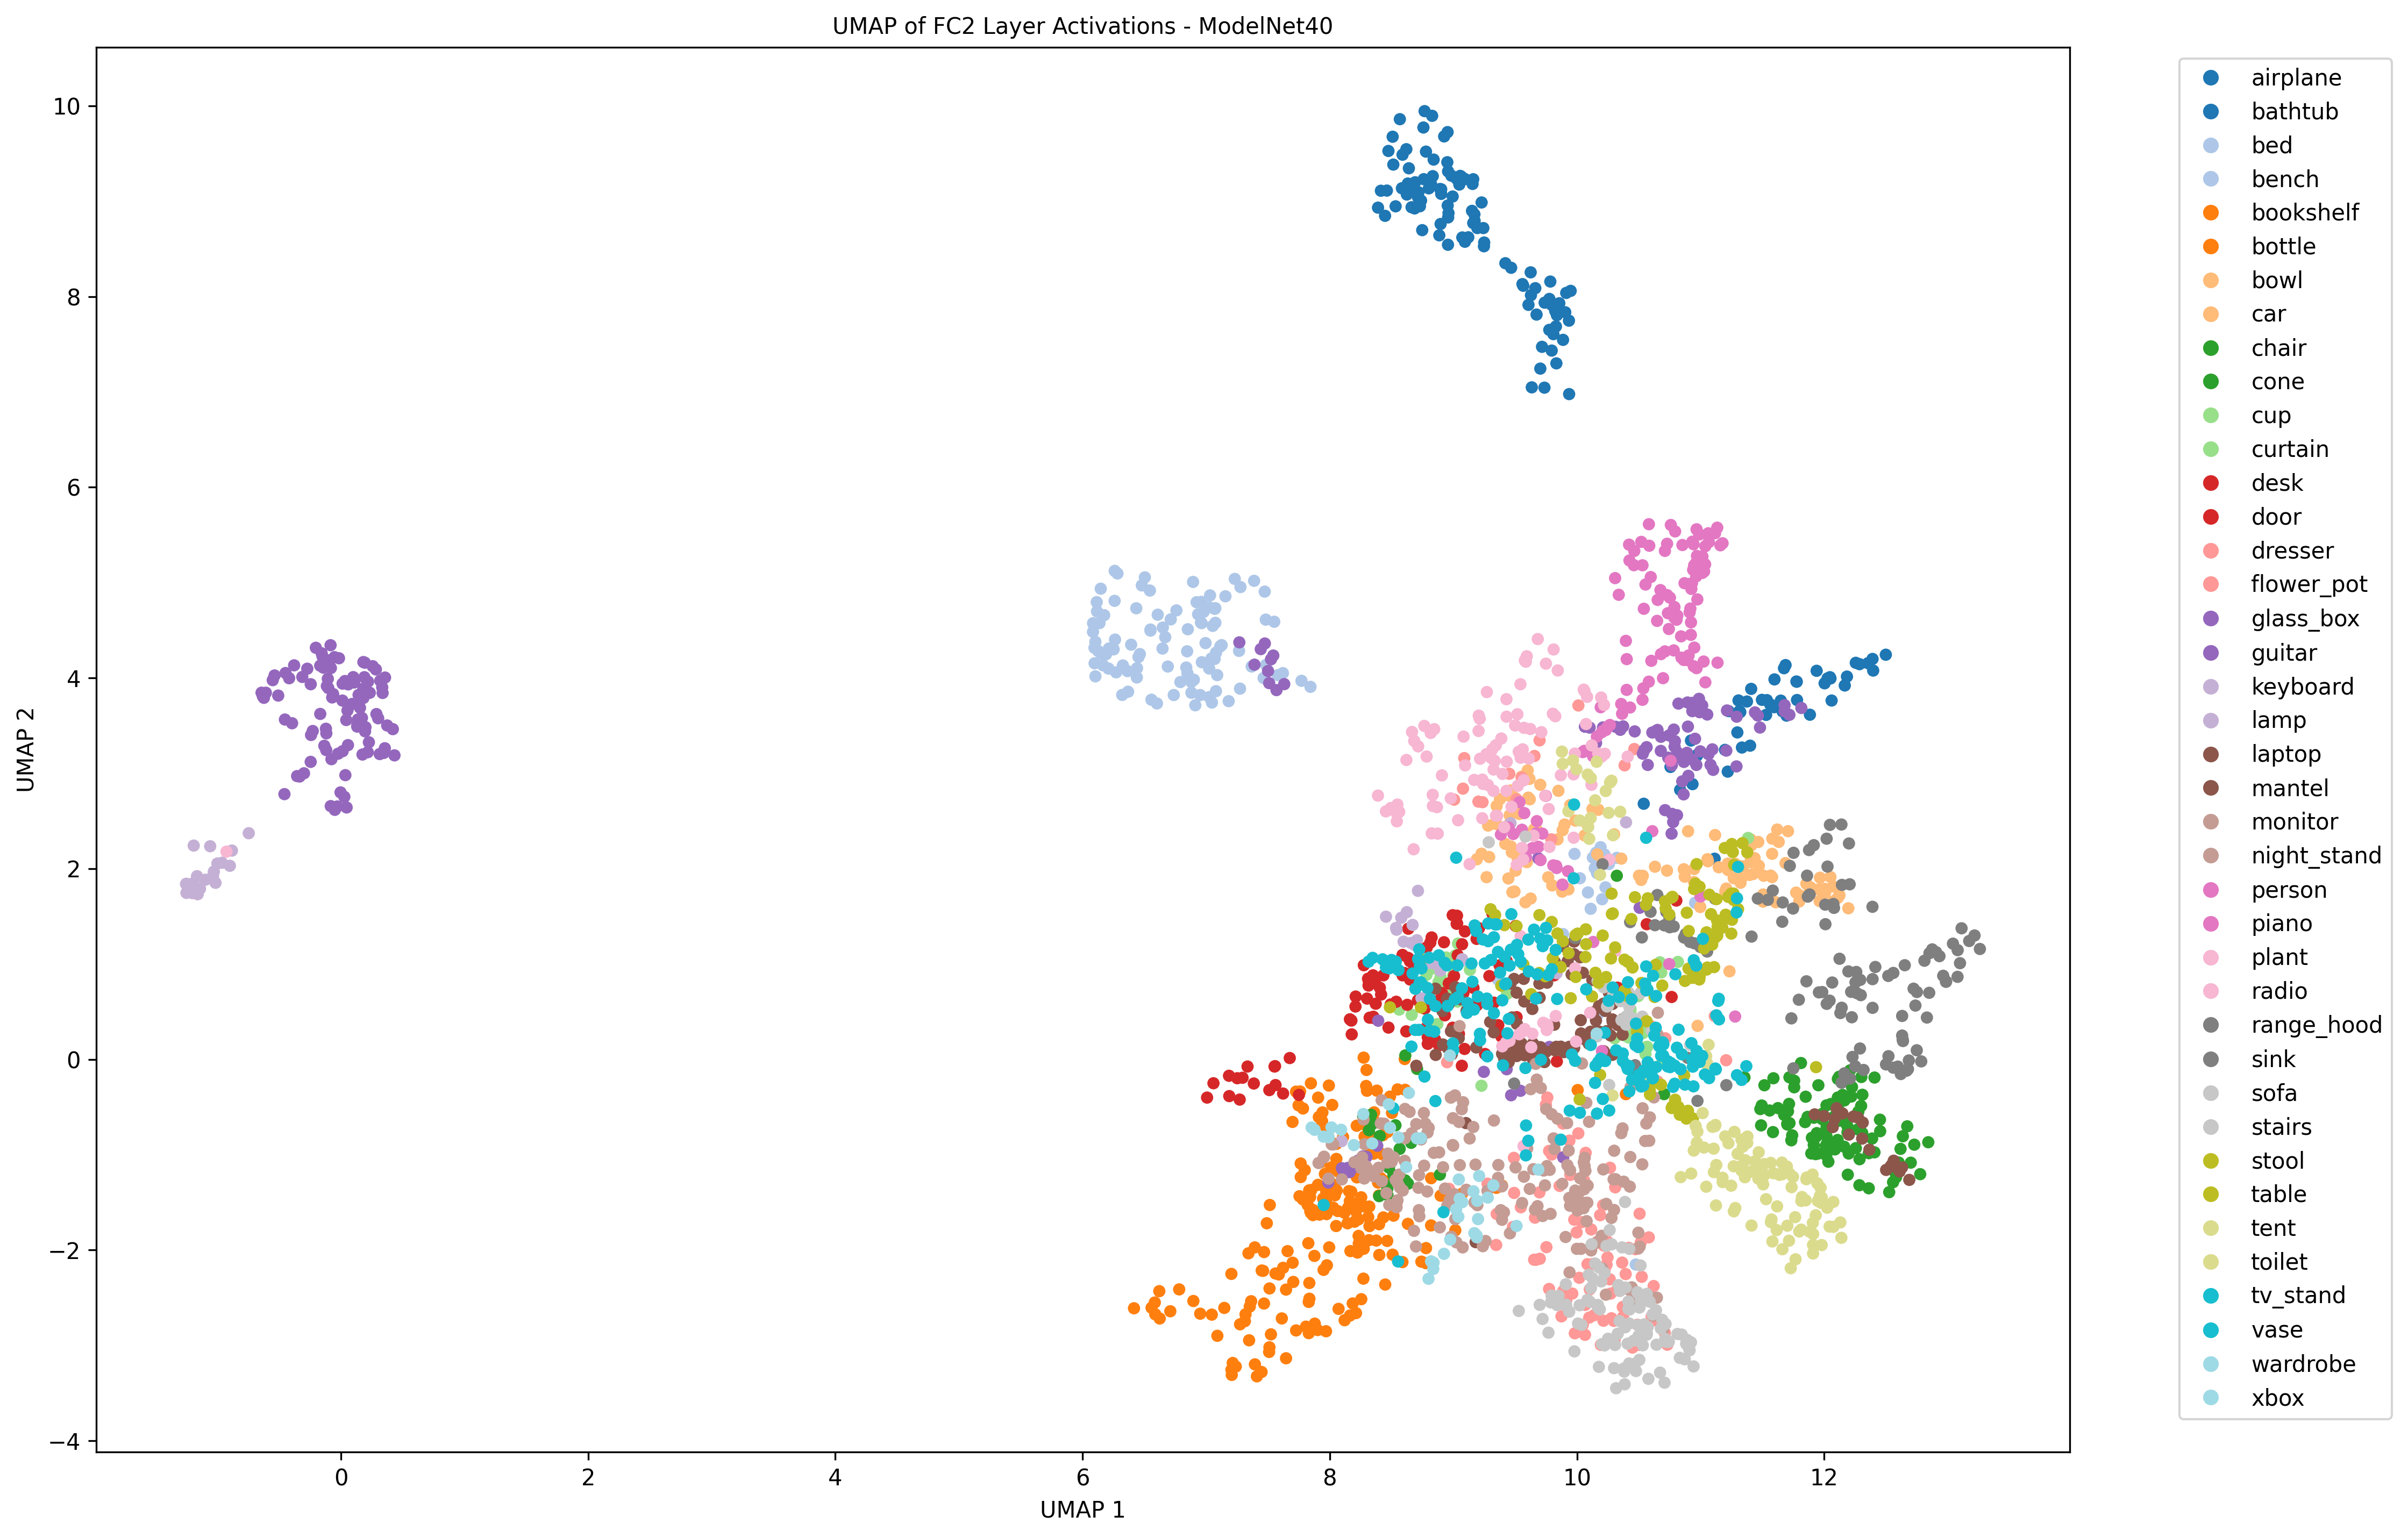 UMAP of FC2 Layer Activations - ModelNet40
10
8
6
4
2
0
−2
−4
UMAP 2
0
2
4
6
8
10
12
UMAP 1
airplane
bathtub
bed
bench
bookshelf
bottle
bowl
car
chair
cone
cup
curtain
desk
door
dresser
flower_pot
glass_box
guitar
keyboard
lamp
laptop
mantel
monitor
night_stand
person
piano
plant
radio
range_hood
sink
sofa
stairs
stool
table
tent
toilet
tv_stand
vase
wardrobe
xbox